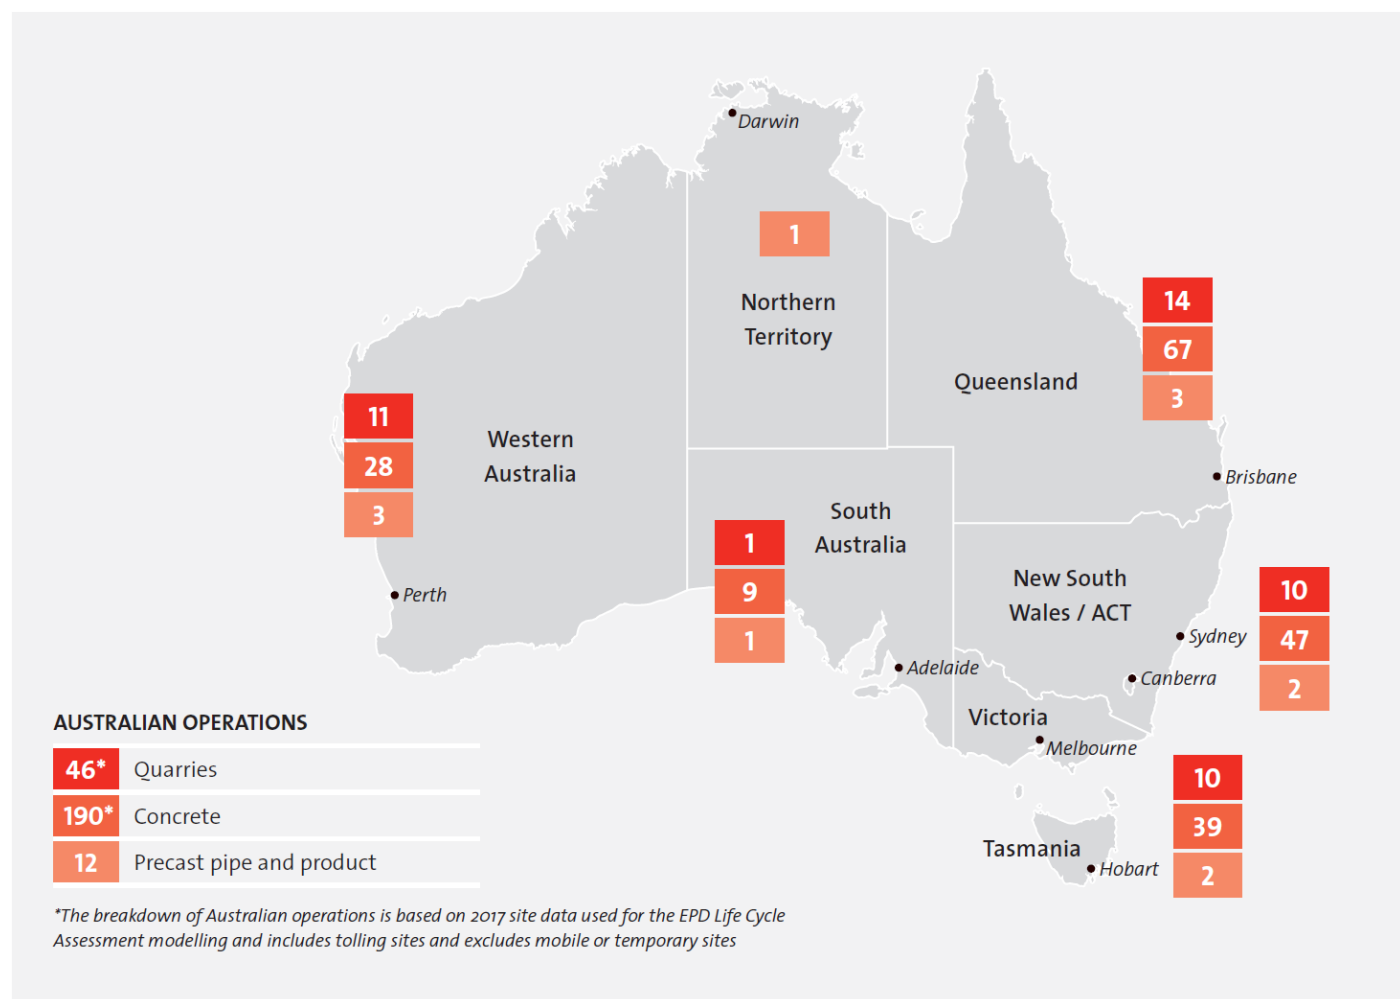 Darwin
1
Northern
Territory
14
67
3
Queensland
11
28
3
Western
Australia
Brisbane
South
Australia
1
9
1
New South
Wales / ACT
10
47
2
Perth
Sydney
Adelaide
Canberra
Victoria
Melbourne
10
39
2
Tasmania
Hobart
AUSTRALIAN OPERATIONS
46* Quarries
190* Concrete
12 Precast pipe and product
*The breakdown of Australian operations is based on 2017 site data used for the EPD Life Cycle
Assessment modelling and includes tolling sites and excludes mobile or temporary sites